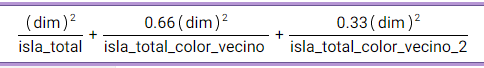 (dim)² / isla_total + 0.66(dim)² / isla_total_color_vecino + 0.33(dim)² / isla_total_color_vecino_2